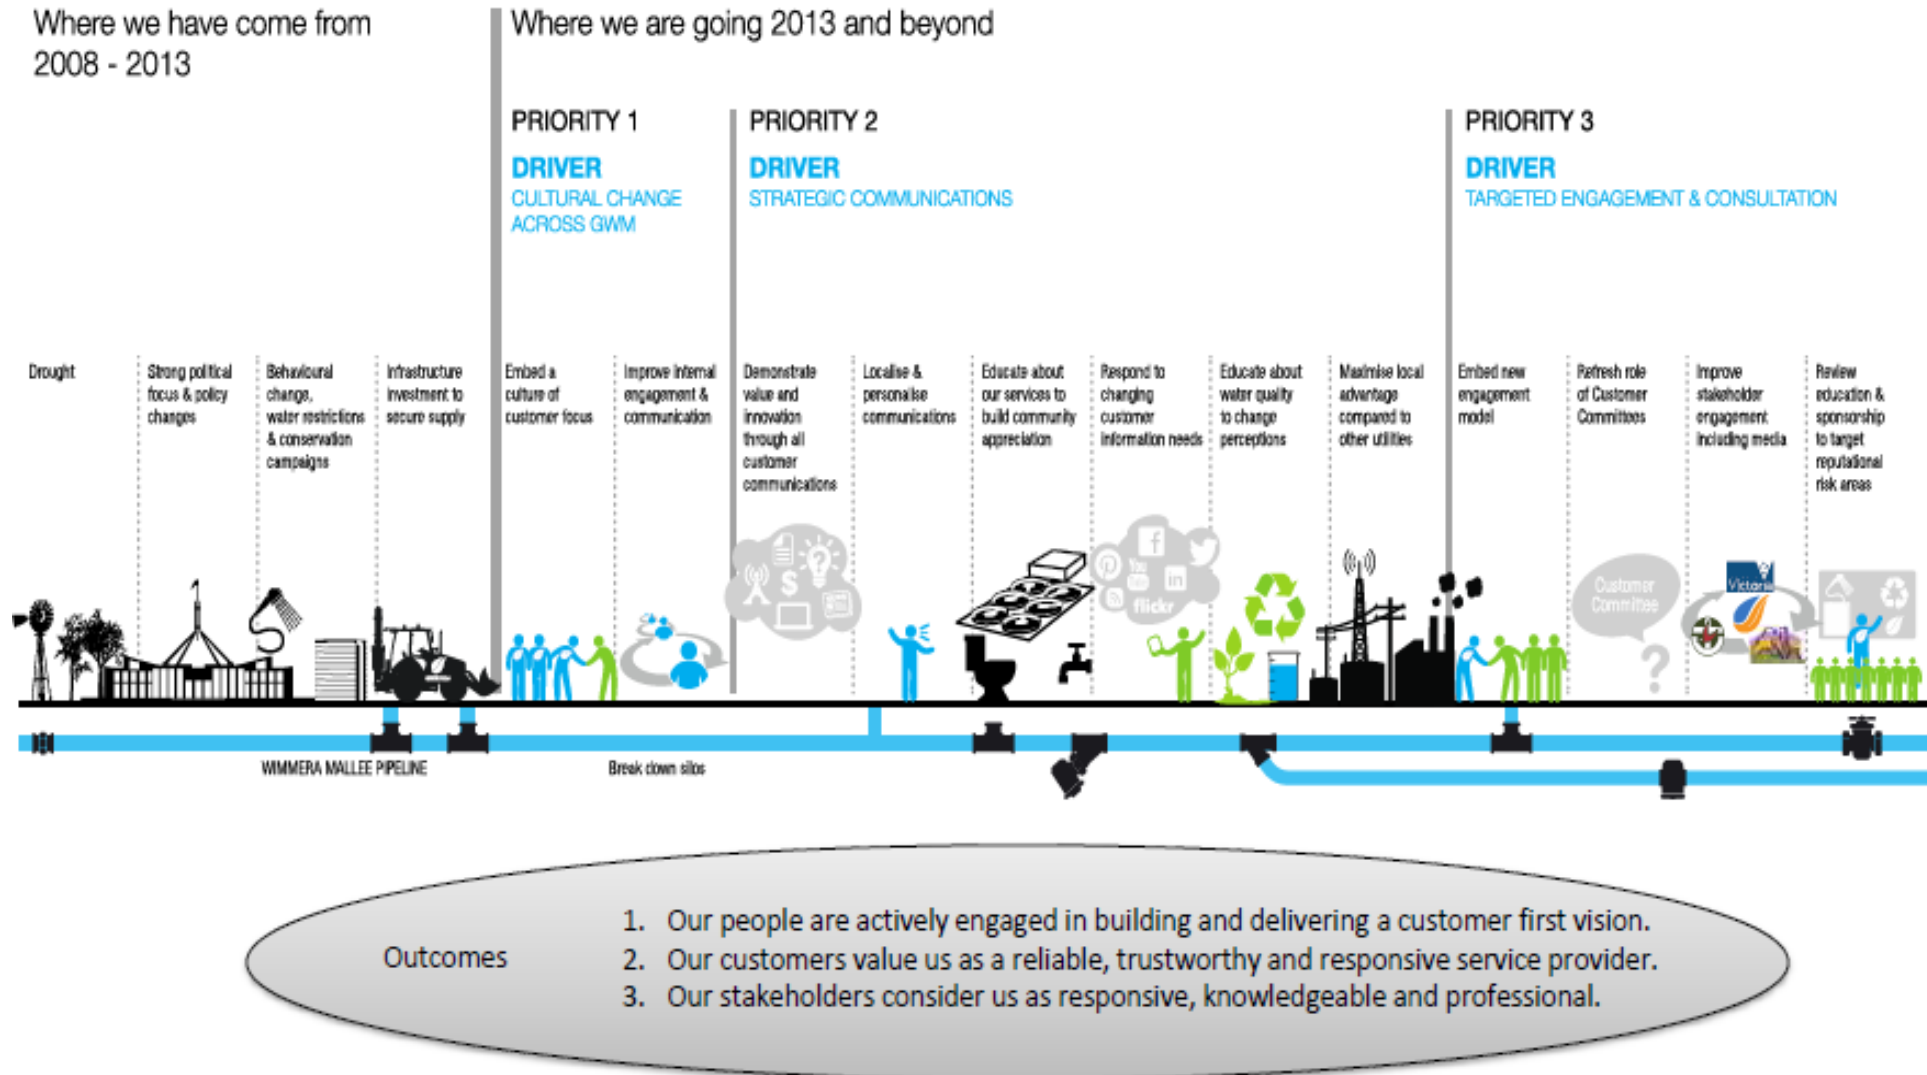 Where we have come from
2008 - 2013
Where we are going 2013 and beyond
PRIORITY 1
DRIVER
CULTURAL CHANGE
ACROSS GWM
PRIORITY 2
DRIVER
STRATEGIC COMMUNICATIONS
PRIORITY 3
DRIVER
TARGETED ENGAGEMENT & CONSULTATION
Drought
Strong political
focus & policy
changes
Behavioural
change,
water restrictions
& conservation
campaigns
Infrastructure
investment to
secure supply
Embed a
culture of
customer focus
Improve internal
engagement &
communication
Demonstrate
value and
innovation
through all
customer
communications
Localise &
personalise
communications
Educate about
our services to
build community
appreciation
Respond to
changing
customer
information needs
Educate about
water quality
to change
perceptions
Maximise local
advantage
compared to
other utilities
Embed new
engagement
model
Refresh role
of Customer
Committees
Improve
stakeholder
engagement
including media
Review
education &
sponsorship
to target
reputational
risk areas
$
?
f
You
in
flickr
Customer
Committee
?
Victoria
WIMMERA MALLEE PIPELINE
Break down silos
Outcomes
1. Our people are actively engaged in building and delivering a customer first vision.
2. Our customers value us as a reliable, trustworthy and responsive service provider.
3. Our stakeholders consider us as responsive, knowledgeable and professional.